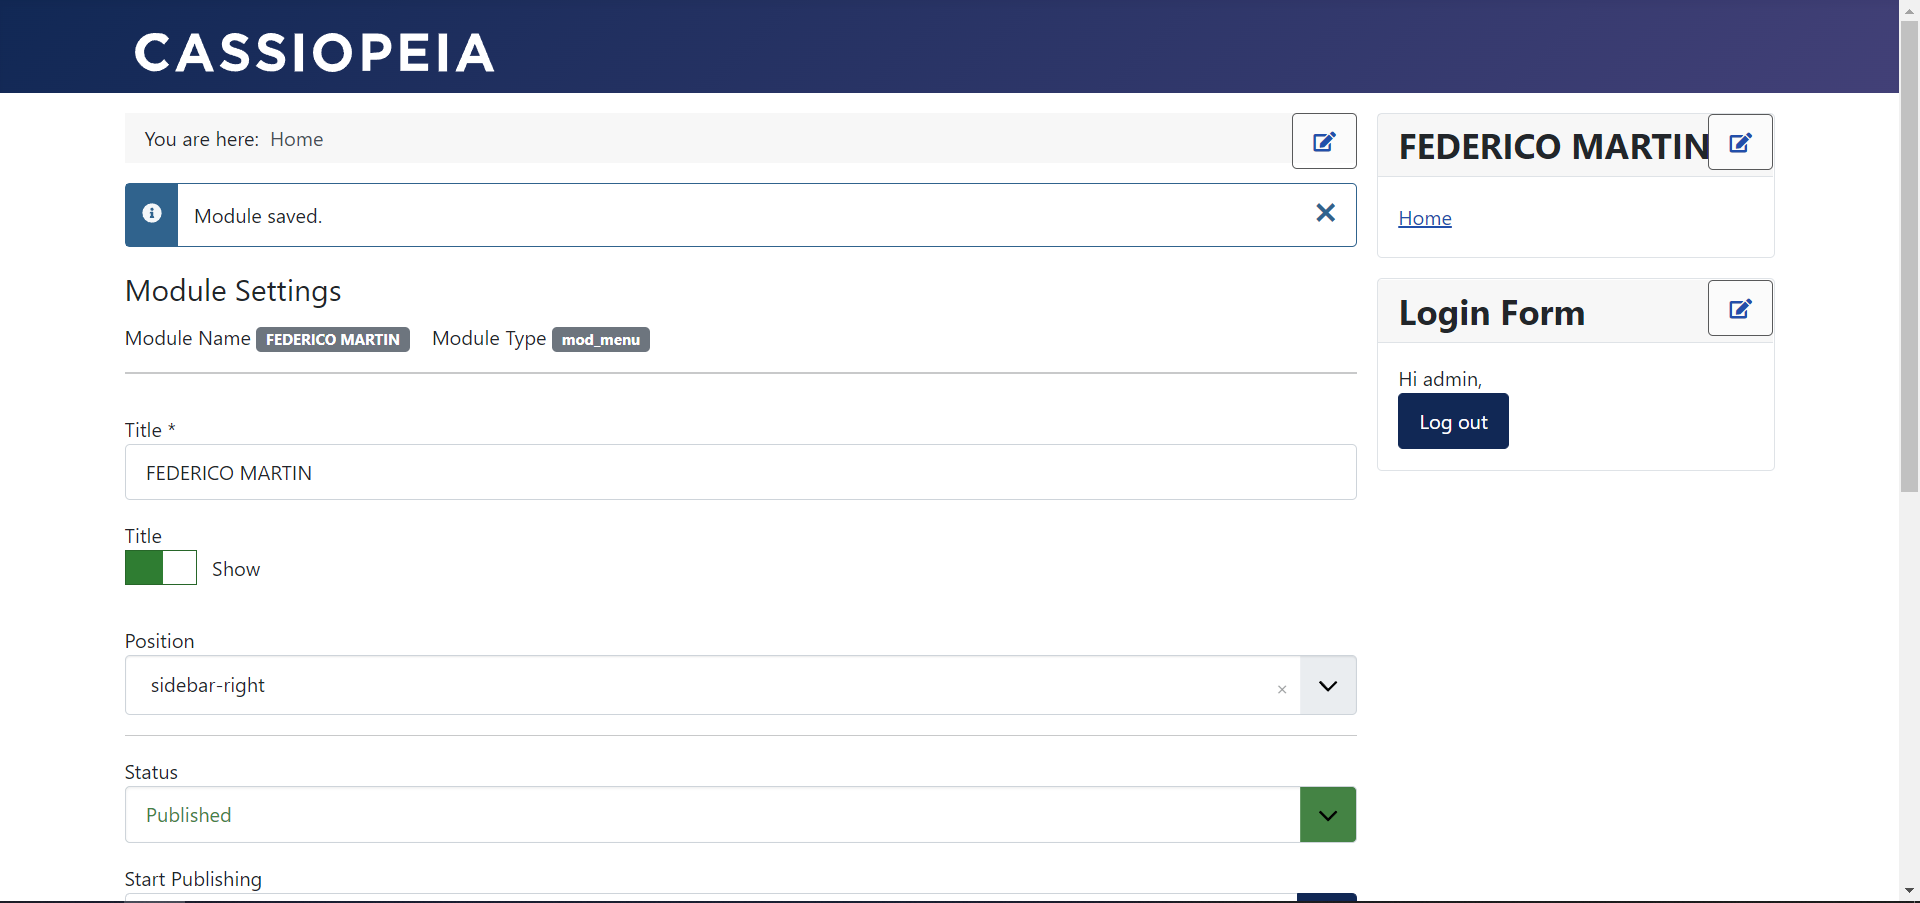 CASSIOPEIA
You are here: Home
Module saved.
Module Settings
Module Name FEDERICO MARTIN Module Type mod_menu
Title *
FEDERICO MARTIN
Title
Show
Position
sidebar-right
Status
Published
Start Publishing
FEDERICO MARTIN
Home
Login Form
Hi admin,
Log out